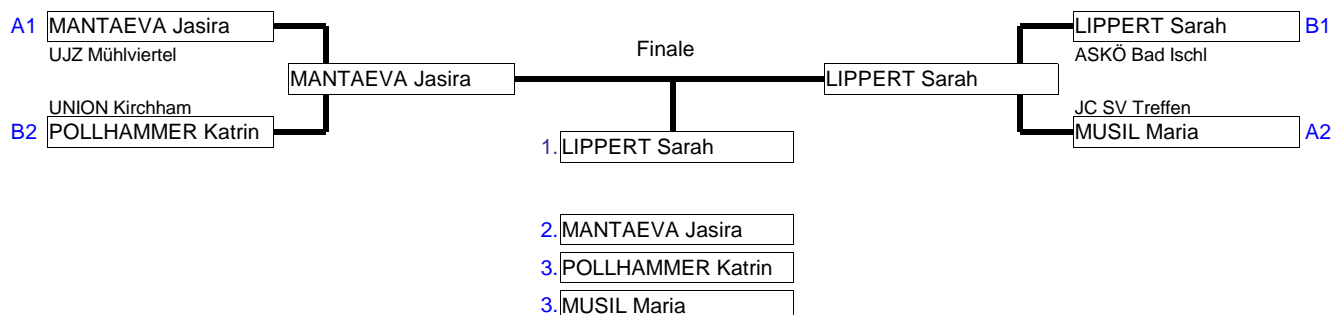 A1 MANTAEVA Jasira
UJZ Mühlviertel
UNION Kirchham
B2 POLLHAMMER Katrin
MANTAEVA Jasira
Finale
LIPPERT Sarah
LIPPERT Sarah B1
ASKÖ Bad Ischl
JC SV Treffen
MUSIL Maria A2
1. LIPPERT Sarah
2. MANTAEVA Jasira
3. POLLHAMMER Katrin
3. MUSIL Maria